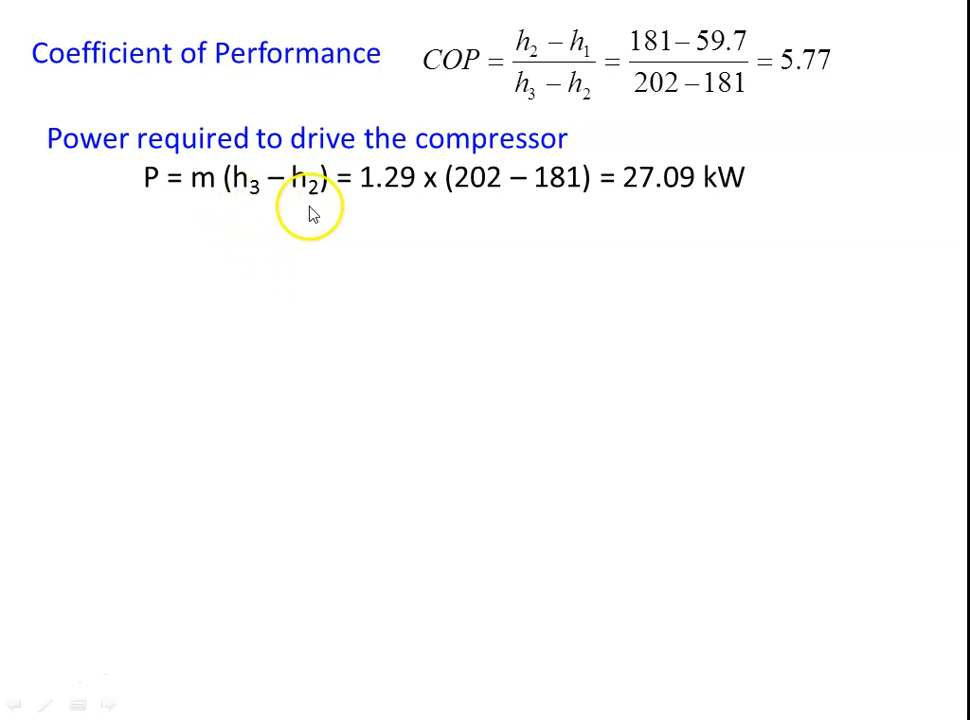 Coefficient of Performance COP = (h₂ − h₁)/(h₃ − h₂) = (181 − 59.7)/(202 − 181) = 5.77
Power required to drive the compressor
P = m (h₃ – h₂) = 1.29 x (202 – 181) = 27.09 kW